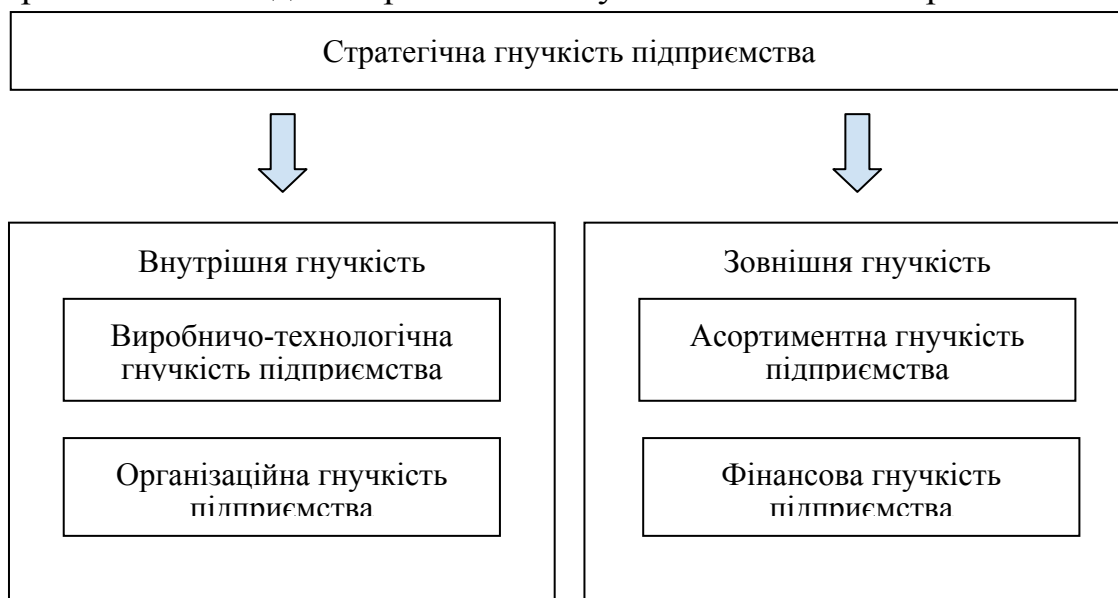 Стратегічна гнучкість підприємства
Внутрішня гнучкість
Виробничо-технологічна
гнучкість підприємства
Організаційна гнучкість
підприємства
Зовнішня гнучкість
Асортиментна гнучкість
підприємства
Фінансова гнучкість
підприємства